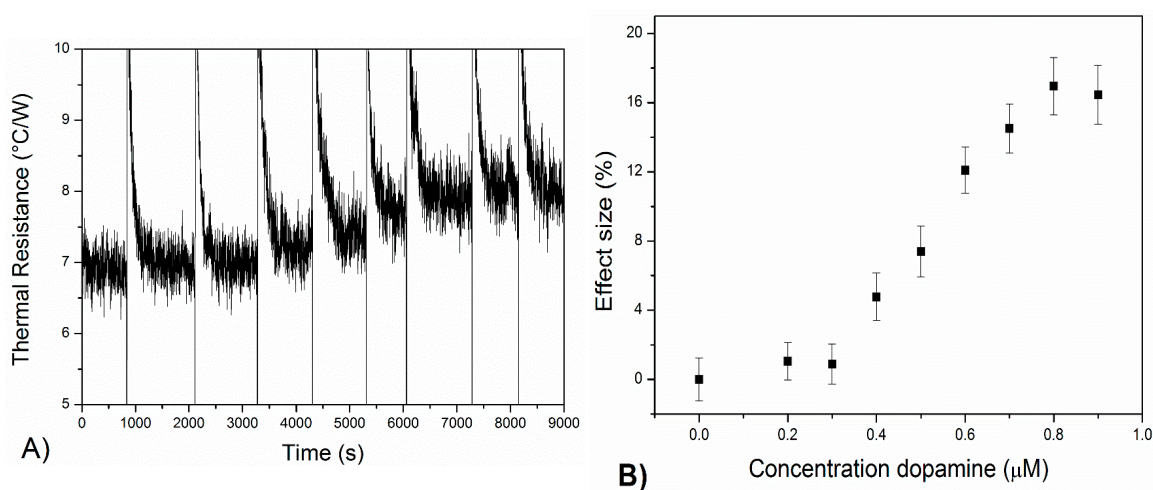 10
9
8
7
6
5
Thermal Resistance (°C/W)
0 1000 2000 3000 4000 5000 6000 7000 8000 9000
Time (s)
A)
20
16
12
8
4
0
Effect size (%)
0.0 0.2 0.4 0.6 0.8 1.0
Concentration dopamine (μM)
B)